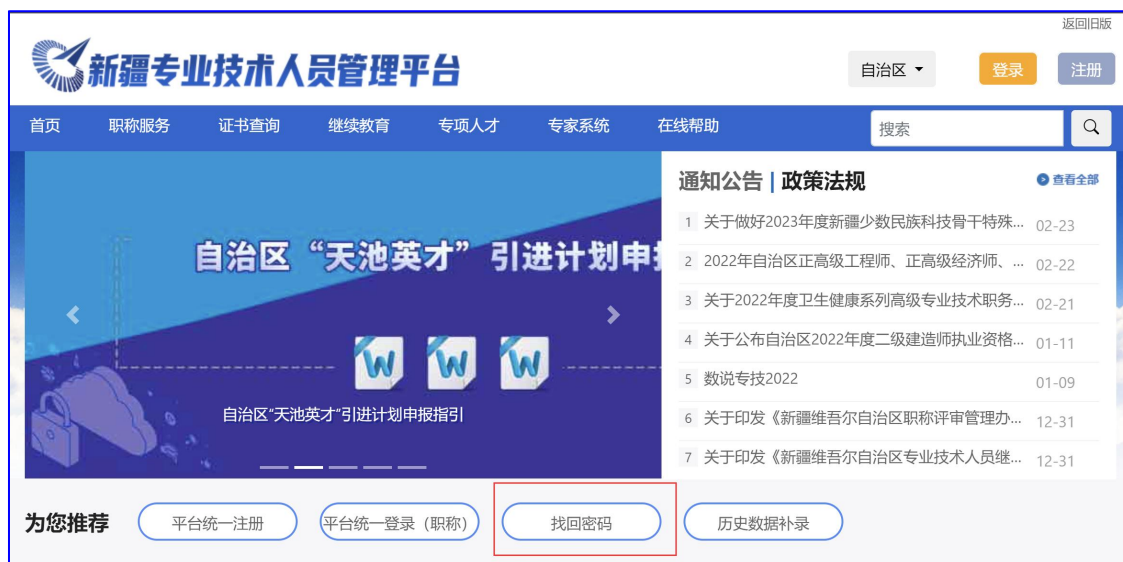 返回旧版
新疆专业技术人员管理平台
自治区
登录
注册
首页 职称服务 证书查询 继续教育 专项人才 专家系统 在线帮助 搜索
自治区“天池英才”引进计划申
自治区“天池英才”引进计划申报指引
通知公告 | 政策法规 查看全部
1 关于做好2023年度新疆少数民族科技骨干特殊... 02-23
2 2022年自治区正高级工程师、正高级经济师、... 02-22
3 关于2022年度卫生健康系列高级专业技术职务... 02-21
4 关于公布自治区2022年度二级建造师执业资格... 01-11
5 数说专技2022 01-09
6 关于印发《新疆维吾尔自治区职称评审管理办... 12-31
7 关于印发《新疆维吾尔自治区专业技术人员继... 12-31
为您推荐 平台统一注册 平台统一登录（职称） 找回密码 历史数据补录